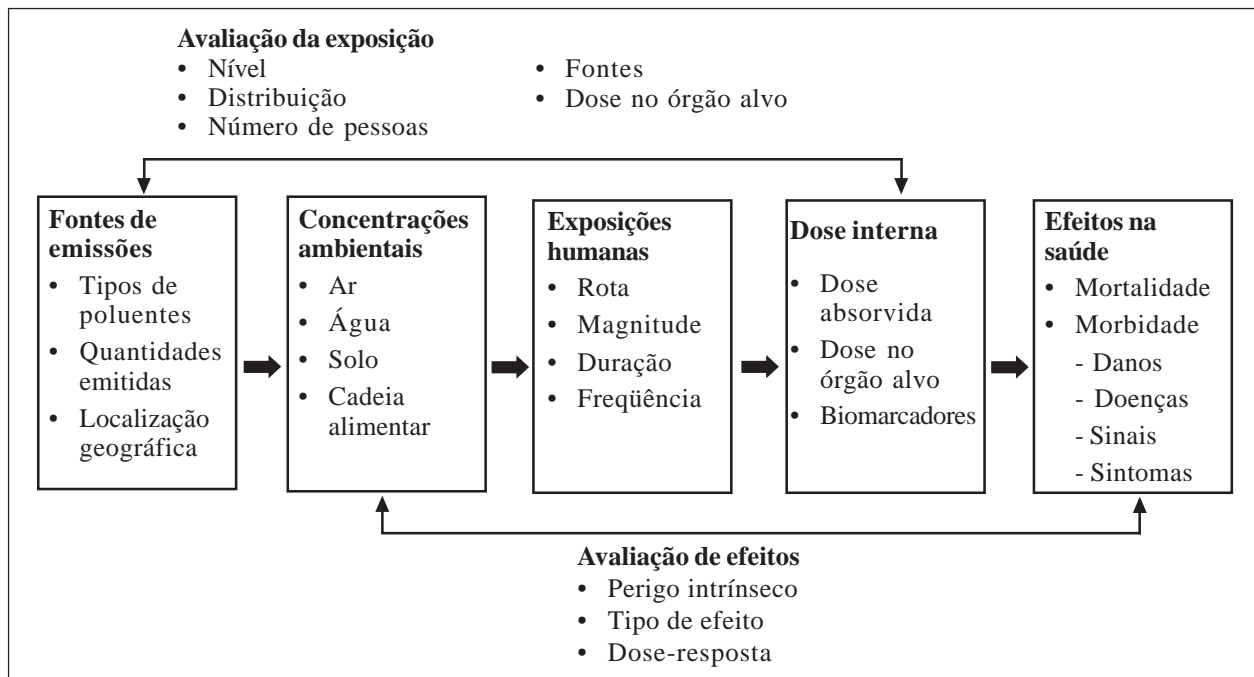 Avaliação da exposição
• Nível
• Distribuição
• Número de pessoas
• Fontes
• Dose no órgão alvo
Fontes de
emissões
• Tipos de
poluentes
• Quantidades
emitidas
• Localização
geográfica
Concentrações
ambientais
• Ar
• Água
• Solo
• Cadeia
alimentar
Exposições
humanas
• Rota
• Magnitude
• Duração
• Freqüência
Dose interna
• Dose
absorvida
• Dose no
órgão alvo
• Biomarcadores
Efeitos na
saúde
• Mortalidade
• Morbidade
- Danos
- Doenças
- Sinais
- Sintomas
Avaliação de efeitos
• Perigo intrínseco
• Tipo de efeito
• Dose-resposta